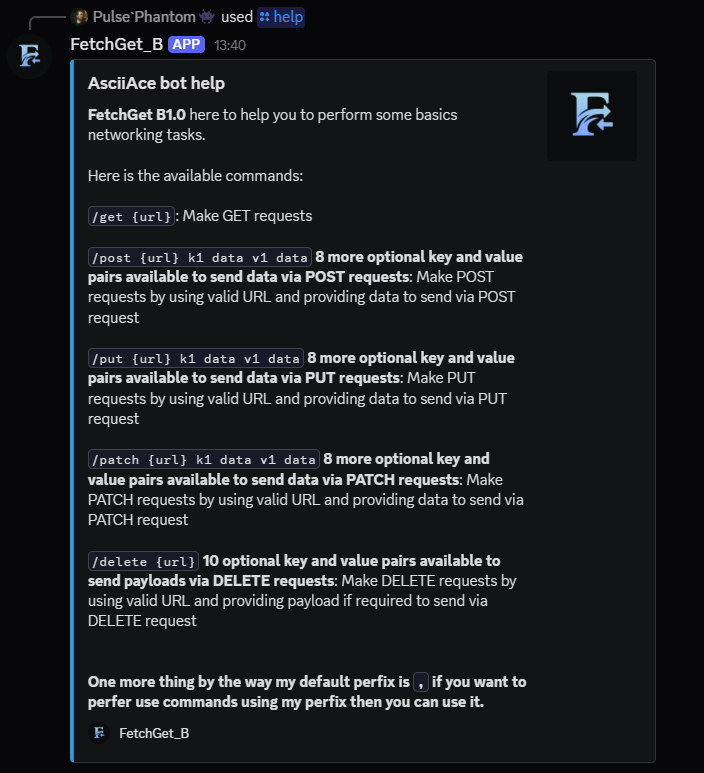 Pulse`Phantom used help
FetchGet_B APP 13:40
AsciiAce bot help
FetchGet B1.0 here to help you to perform some basics
networking tasks.
Here is the available commands:
/get {url}: Make GET requests
/post {url} k1 data v1 data 8 more optional key and value
pairs available to send data via POST requests: Make POST
requests by using valid URL and providing data to send via POST
request
/put {url} k1 data v1 data 8 more optional key and value
pairs available to send data via PUT requests: Make PUT
requests by using valid URL and providing data to send via PUT
request
/patch {url} k1 data v1 data 8 more optional key and
value pairs available to send data via PATCH requests: Make
PATCH requests by using valid URL and providing data to send via
PATCH request
/delete {url} 10 optional key and value pairs available to
send payloads via DELETE requests: Make DELETE requests by
using valid URL and providing payload if required to send via
DELETE request
One more thing by the way my default perfix is , if you want to
perfer use commands using my perfix then you can use it.
FetchGet_B